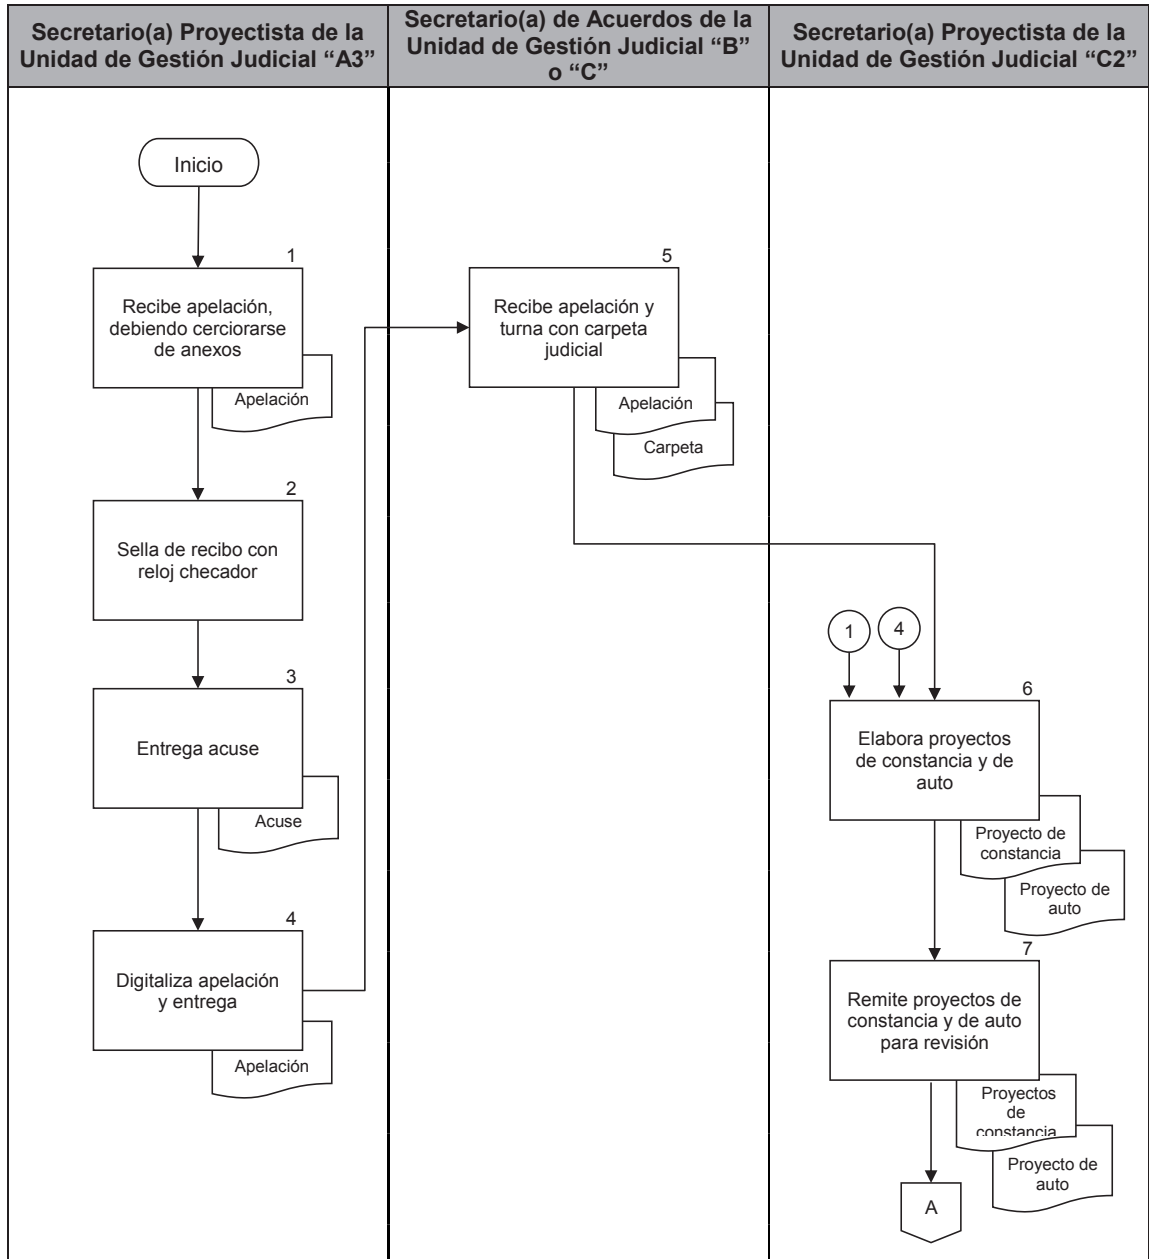 Secretario(a) Proyectista de la
Unidad de Gestión Judicial “A3”
Secretario(a) de Acuerdos de la
Unidad de Gestión Judicial “B”
o “C”
Secretario(a) Proyectista de la
Unidad de Gestión Judicial “C2”
Inicio
1
Recibe apelación,
debiendo cerciorarse
de anexos
Apelación
2
Sella de recibo con
reloj checador
3
Entrega acuse
Acuse
4
Digitaliza apelación
y entrega
Apelación
5
Recibe apelación y
turna con carpeta
judicial
Apelación
Carpeta
1
4
6
Elabora proyectos
de constancia y de
auto
Proyecto de
constancia
Proyecto de
auto
7
Remite proyectos de
constancia y de auto
para revisión
Proyectos
de
constancia
Proyecto de
auto
A